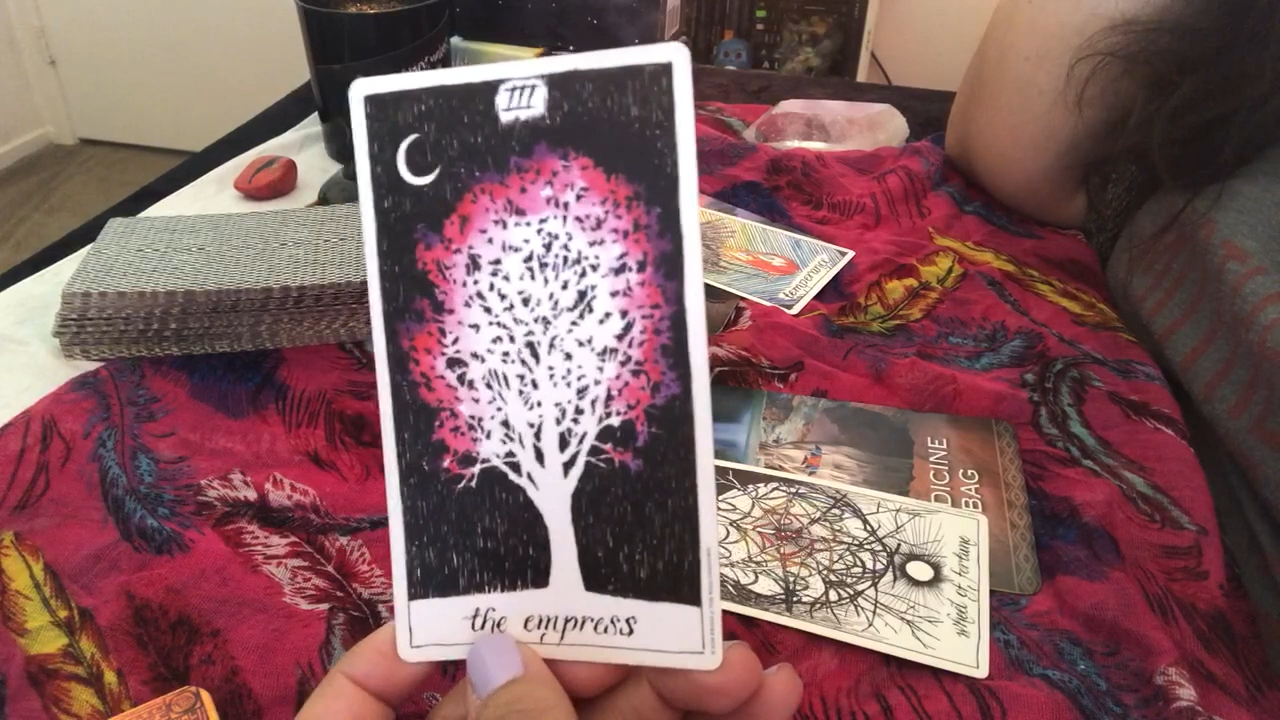 III
the empress
temperance
DICINE
BAG
wheel of fortune